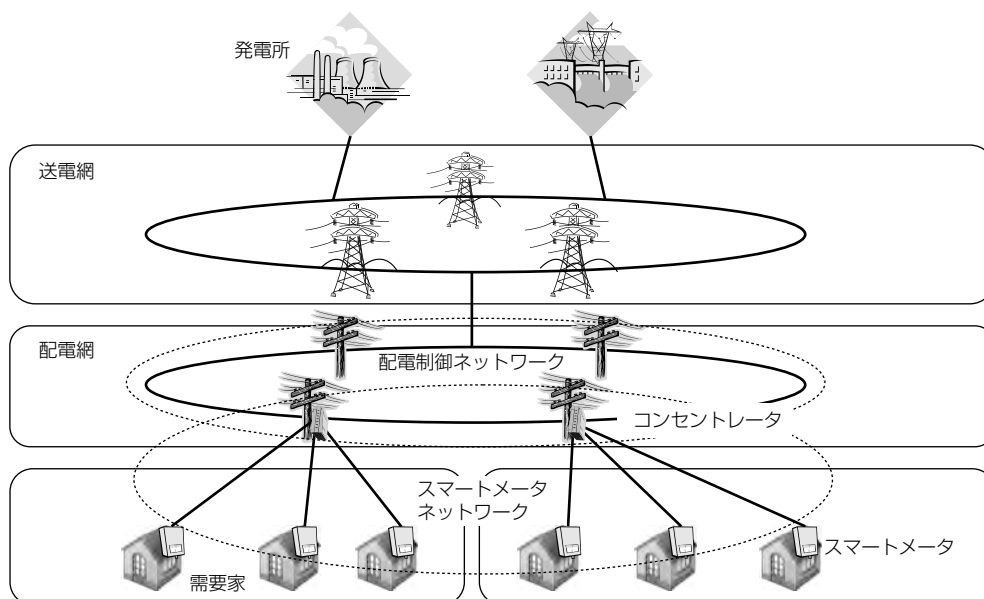 発電所
送電網
配電網
配電制御ネットワーク
コンセントレータ
スマートメータ
ネットワーク
スマートメータ
需要家